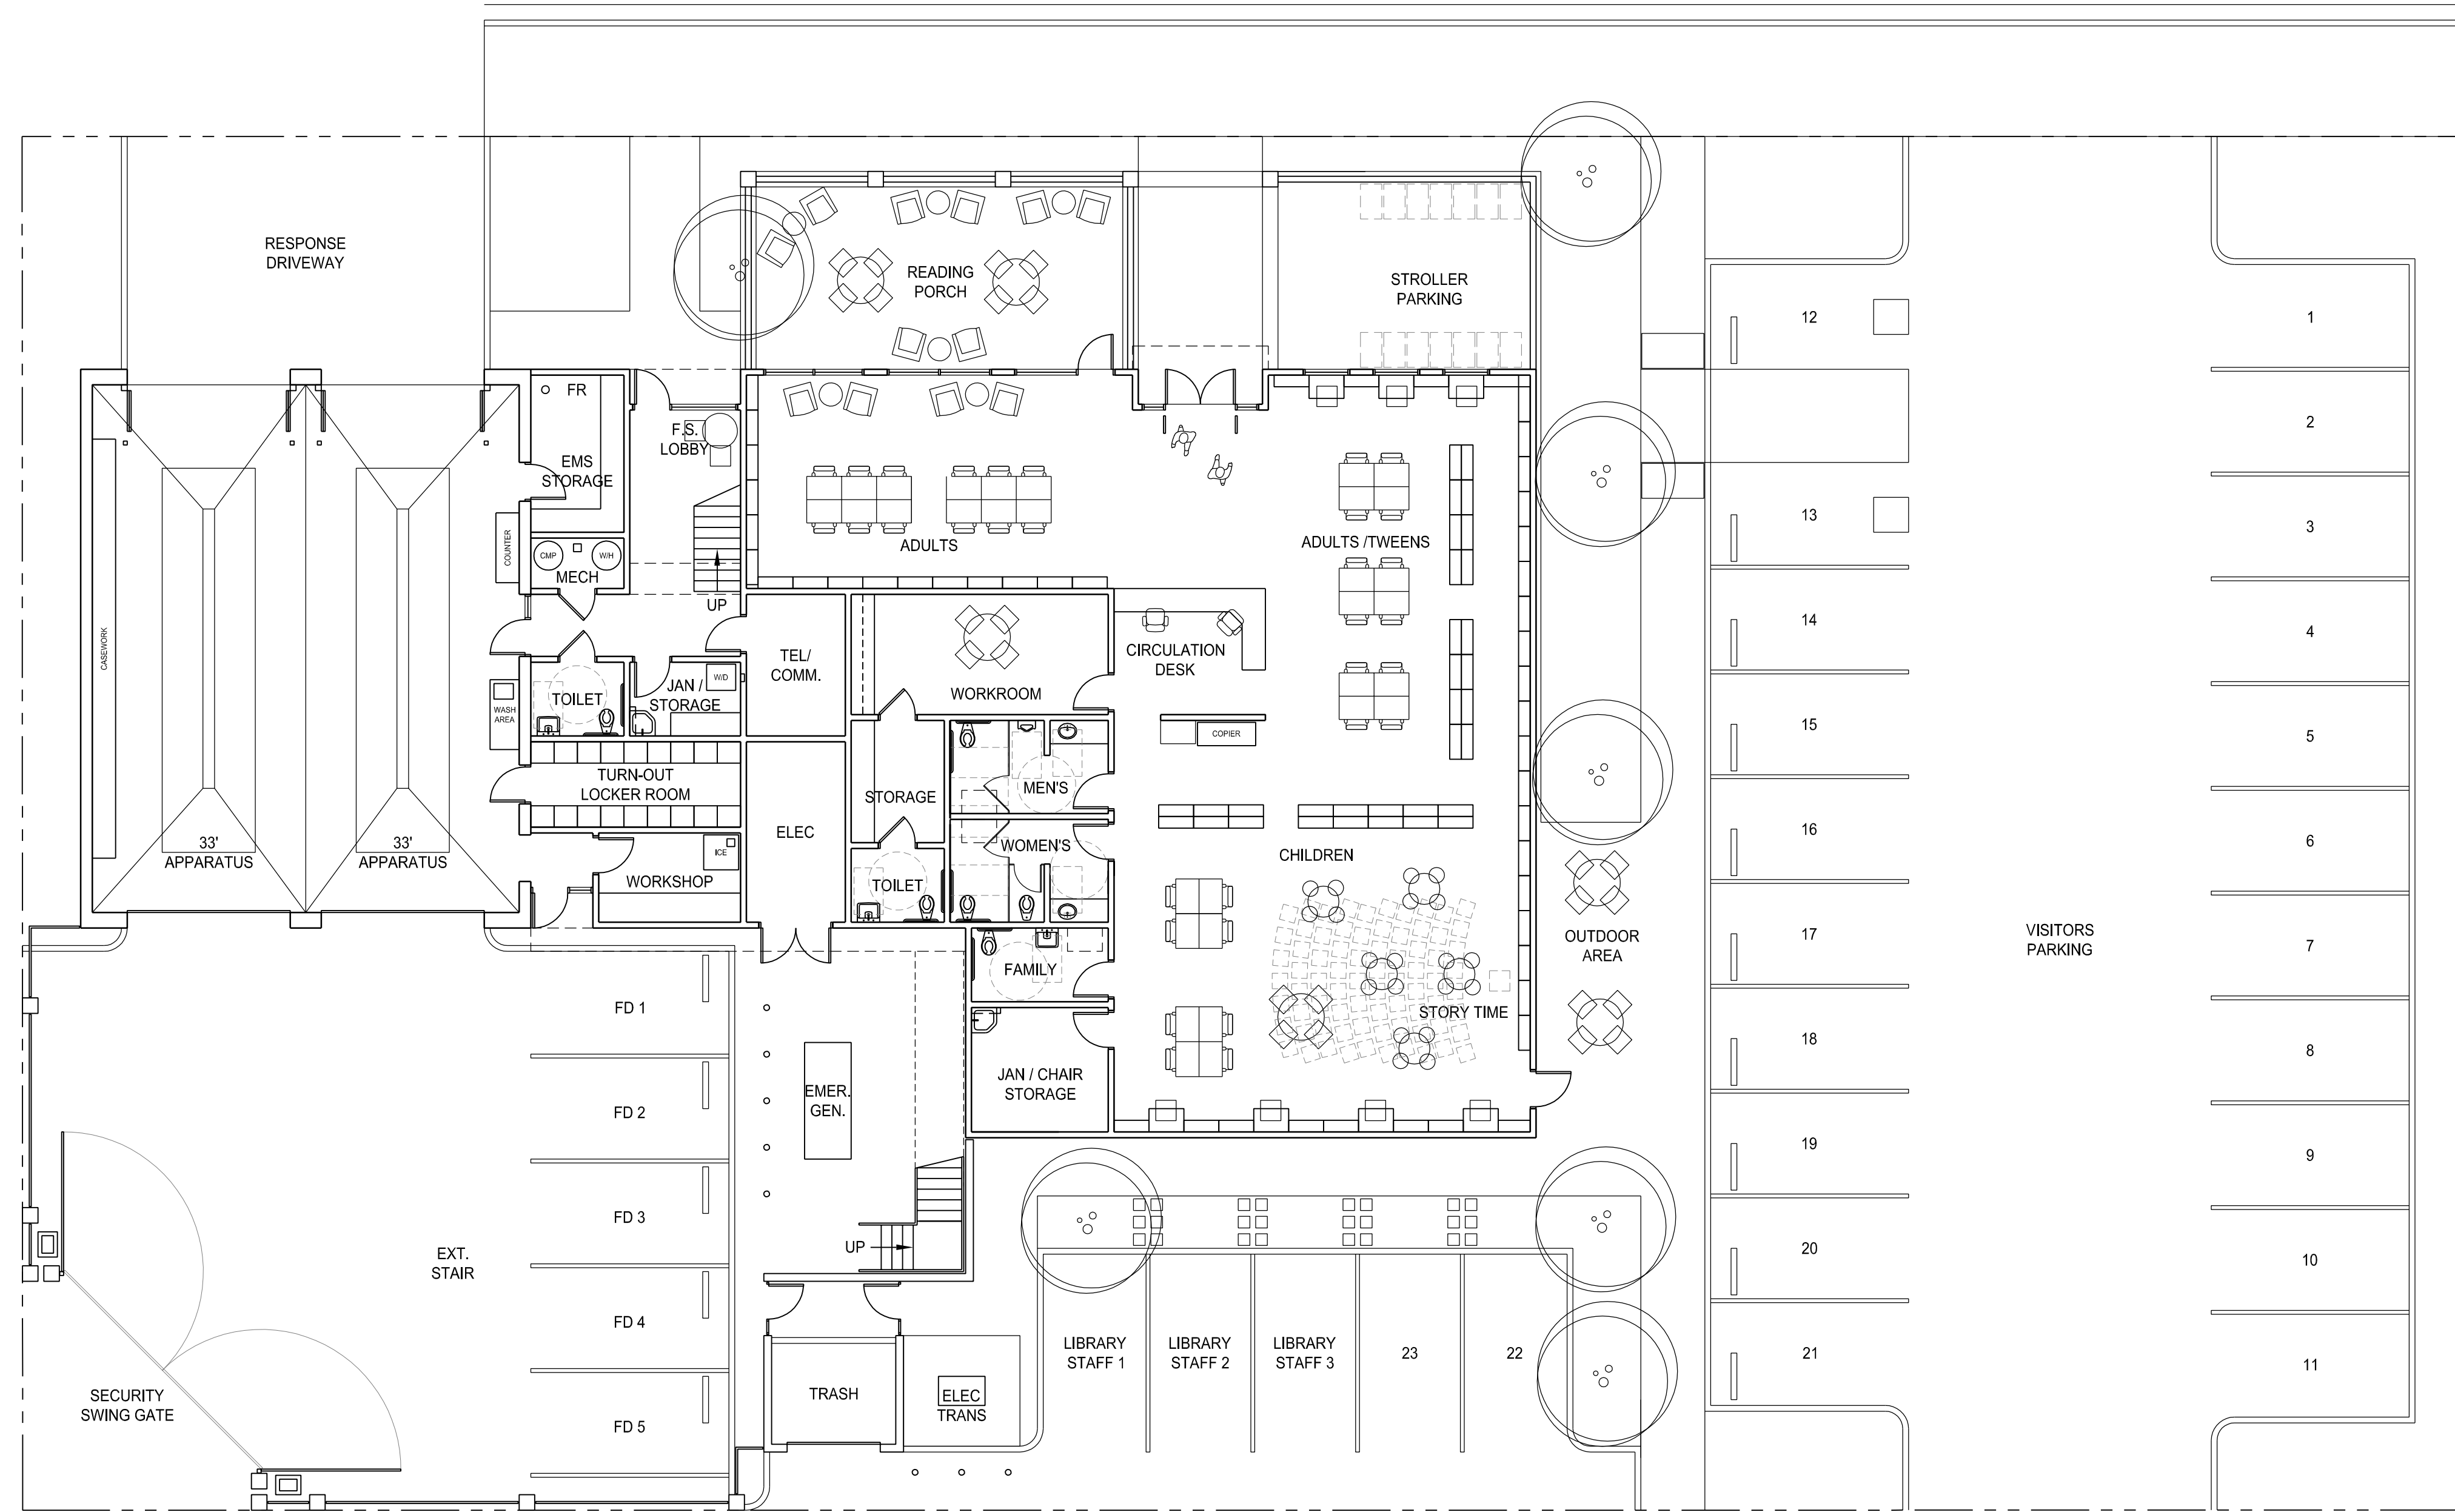 RESPONSE
DRIVEWAY
READING
PORCH
STROLLER
PARKING
12
1
FR
F.S.
LOBBY
EMS
STORAGE
2
COUNTER
CMP
W/H
MECH
ADULTS
ADULTS /TWEENS
13
3
UP
CASEWORK
TEL/
COMM.
CIRCULATION
DESK
14
4
TOILET
JAN /
STORAGE
W/D
WORKROOM
WASH
AREA
COPIER
15
5
TURN-OUT
LOCKER ROOM
STORAGE
MEN'S
33'
APPARATUS
33'
APPARATUS
ELEC
ICE
WORKSHOP
WOMEN'S
CHILDREN
16
6
TOILET
FAMILY
OUTDOOR
AREA
17
VISITORS
PARKING
7
FD 1
STORY TIME
18
8
EMER.
GEN.
JAN / CHAIR
STORAGE
FD 2
19
9
FD 3
EXT.
STAIR
UP
20
10
FD 4
LIBRARY
STAFF 1
LIBRARY
STAFF 2
LIBRARY
STAFF 3
23
22
21
11
SECURITY
SWING GATE
FD 5
TRASH
ELEC
TRANS